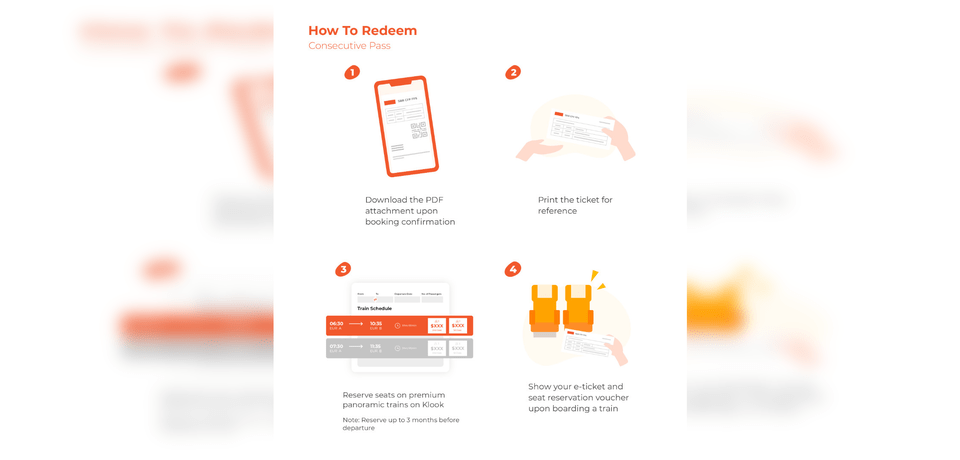 How To Redeem
Consecutive Pass
1
2
Download the PDF
attachment upon
booking confirmation
Print the ticket for
reference
3
4
Train Schedule
06:30
10:35
$XXX
$XXX
07:30
11:35
$XXX
$XXX
Reserve seats on premium
panoramic trains on Klook
Note: Reserve up to 3 months before
departure
Show your e-ticket and
seat reservation voucher
upon boarding a train